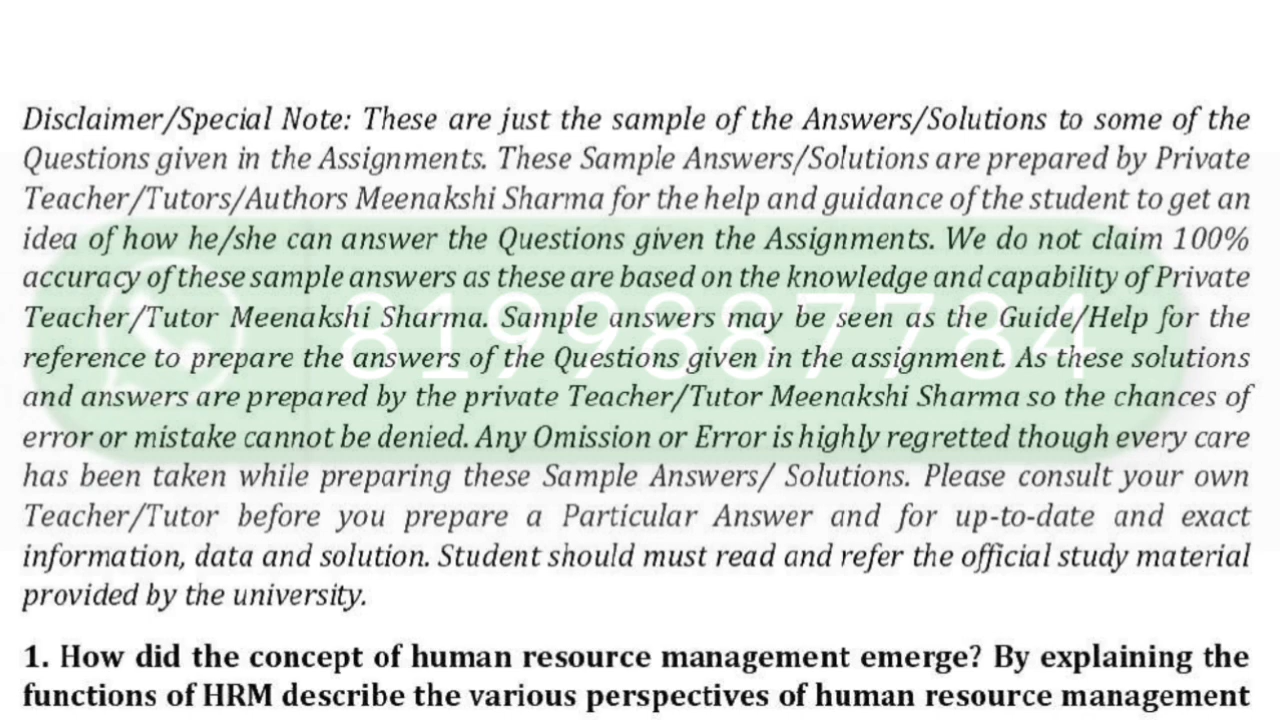 Disclaimer/Special Note: These are just the sample of the Answers/Solutions to some of the
Questions given in the Assignments. These Sample Answers/Solutions are prepared by Private
Teacher/Tutors/Authors Meenakshi Sharma for the help and guidance of the student to get an
idea of how he/she can answer the Questions given the Assignments. We do not claim 100%
accuracy of these sample answers as these are based on the knowledge and capability of Private
Teacher/Tutor Meenakshi Sharma. Sample answers may be seen as the Guide/Help for the
8199887784
reference to prepare the answers of the Questions given in the assignment. As these solutions
and answers are prepared by the private Teacher/Tutor Meenakshi Sharma so the chances of
error or mistake cannot be denied. Any Omission or Error is highly regretted though every care
has been taken while preparing these Sample Answers/ Solutions. Please consult your own
Teacher/Tutor before you prepare a Particular Answer and for up-to-date and exact
information, data and solution. Student should must read and refer the official study material
provided by the university.
1. How did the concept of human resource management emerge? By explaining the
functions of HRM describe the various perspectives of human resource management